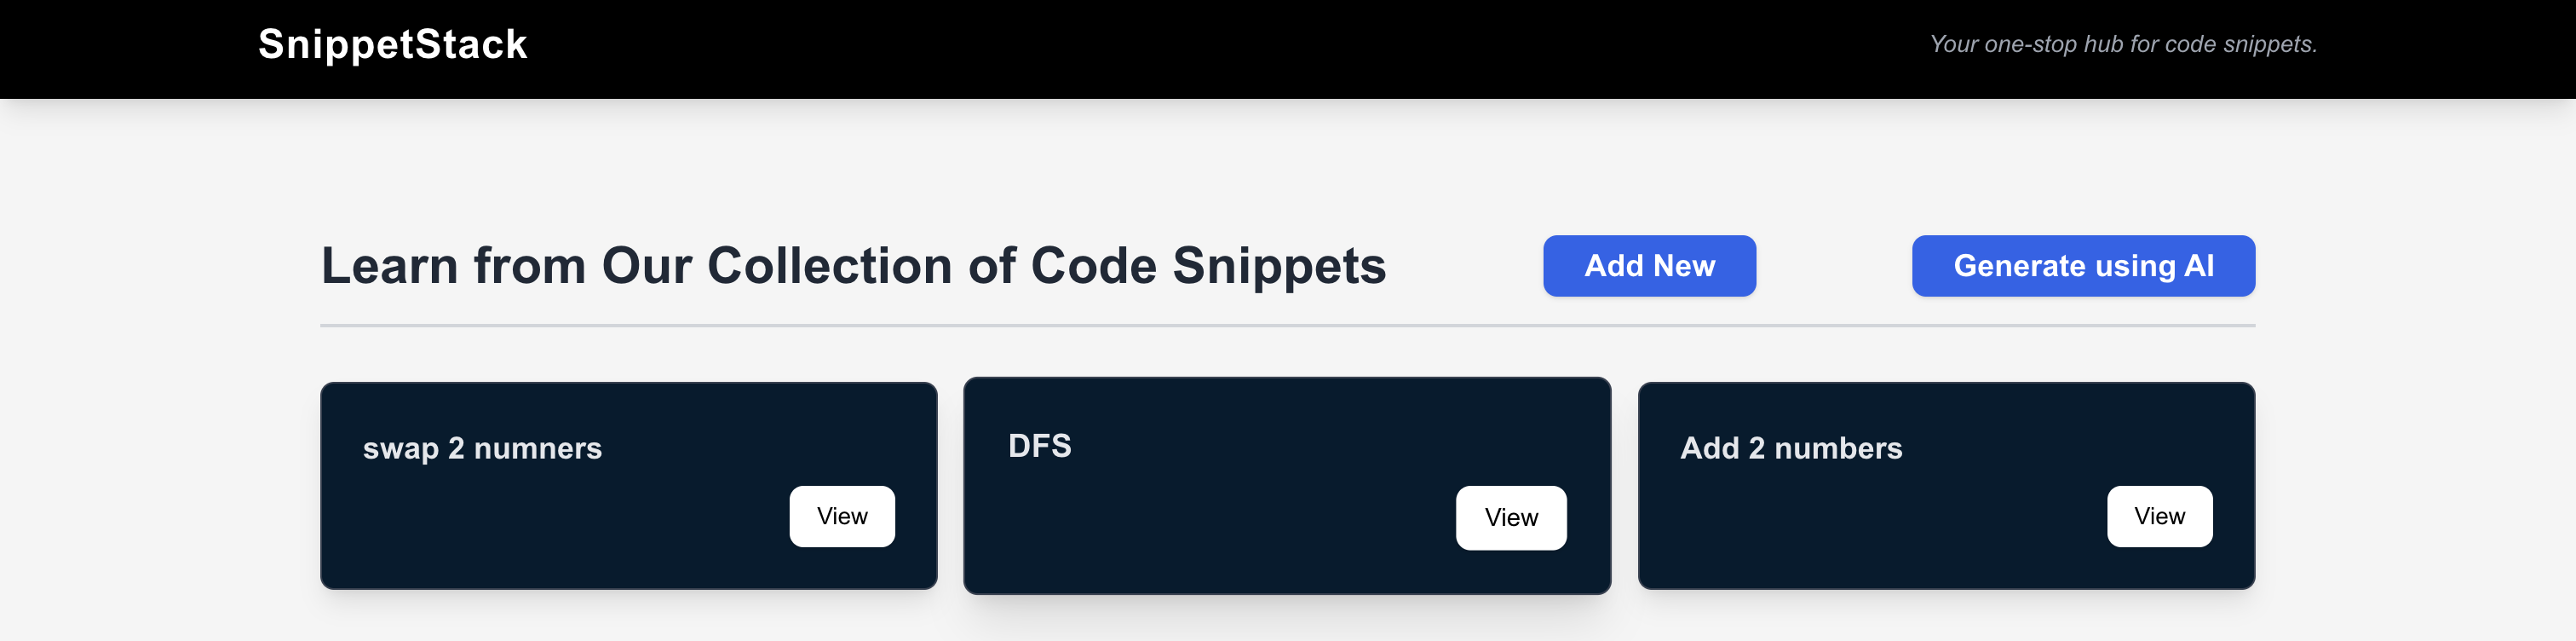 SnippetStack
Your one-stop hub for code snippets.
Learn from Our Collection of Code Snippets
Add New
Generate using AI
swap 2 numners
View
DFS
View
Add 2 numbers
View